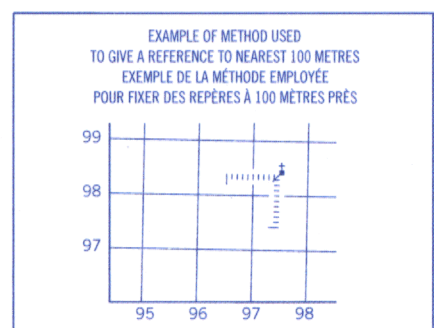 EXAMPLE OF METHOD USED
TO GIVE A REFERENCE TO NEAREST 100 METRES
EXEMPLE DE LA MÉTHODE EMPLOYÉE
POUR FIXER DES REPÈRES À 100 MÈTRES PRÈS
99
98
97
95 96 97 98